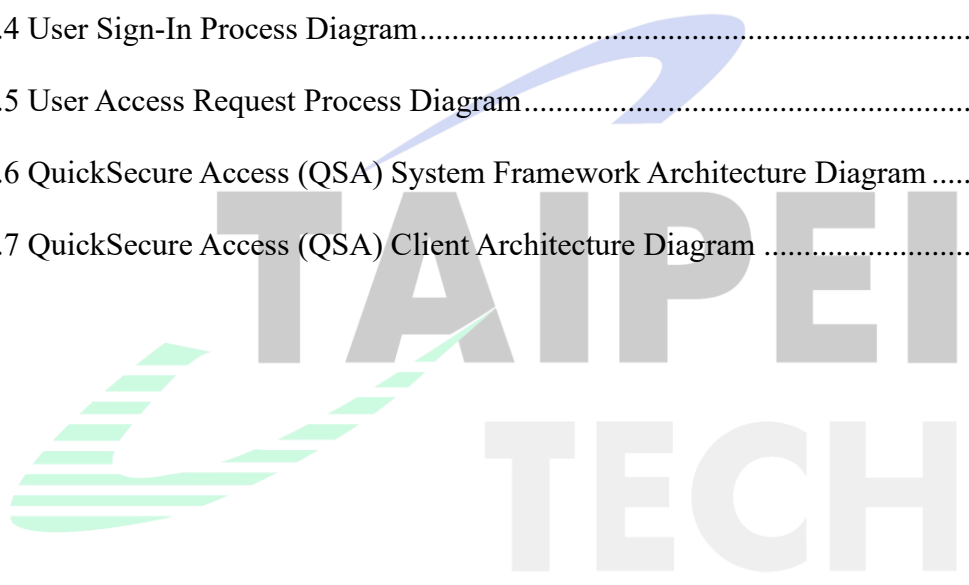 .4 User Sign-In Process Diagram......................................................................
.5 User Access Request Process Diagram.........................................................
.6 QuickSecure Access (QSA) System Framework Architecture Diagram .....
.7 QuickSecure Access (QSA) Client Architecture Diagram ..........................
TAIPEI
TECH